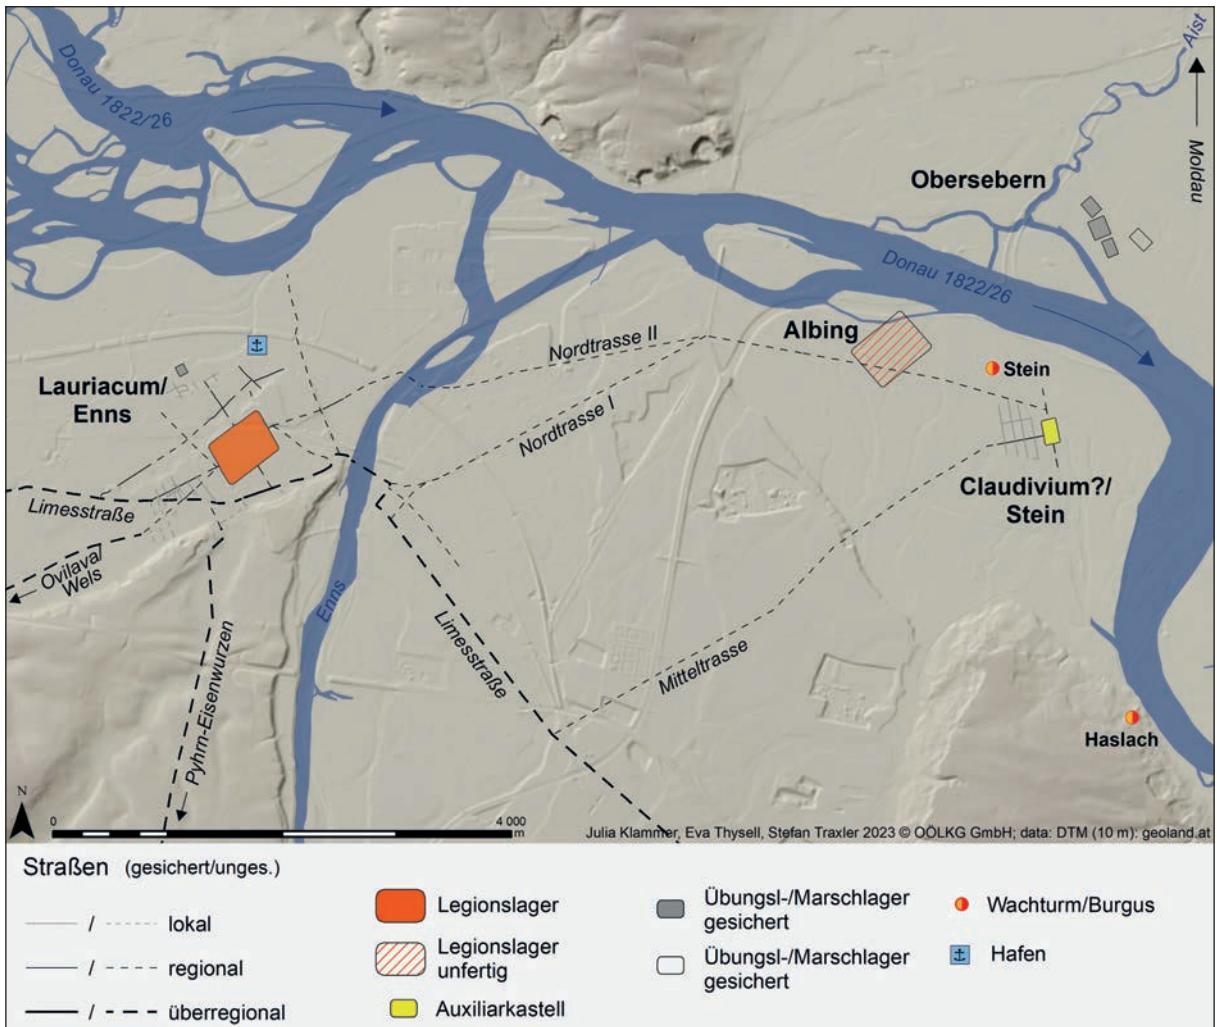 Donau 1822/26
Aist
Moldau
Obersebern
Donau 1822/26
Albing
Nordtrasse II
Stein
Lauriacum/
Enns
Nordtrasse I
Claudivium?/
Stein
Limesstraße
Ovilava/
Wels
Enns
Limesstraße
Mitteltrasse
Pyhrn-Eisenwurzen
Haslach
N
0
4 000
m
Julia Klammer, Eva Thysell, Stefan Traxler 2023 © OÖLKG GmbH; data: DTM (10 m): geoland.at
Straßen (gesichert/unges.)
/ lokal
/ regional
/ überregional
Legionslager
Legionslager
unfertig
Auxiliarkastell
Übungsl-/Marschlager
gesichert
Übungsl-/Marschlager
gesichert
Wachturm/Burgus
Hafen